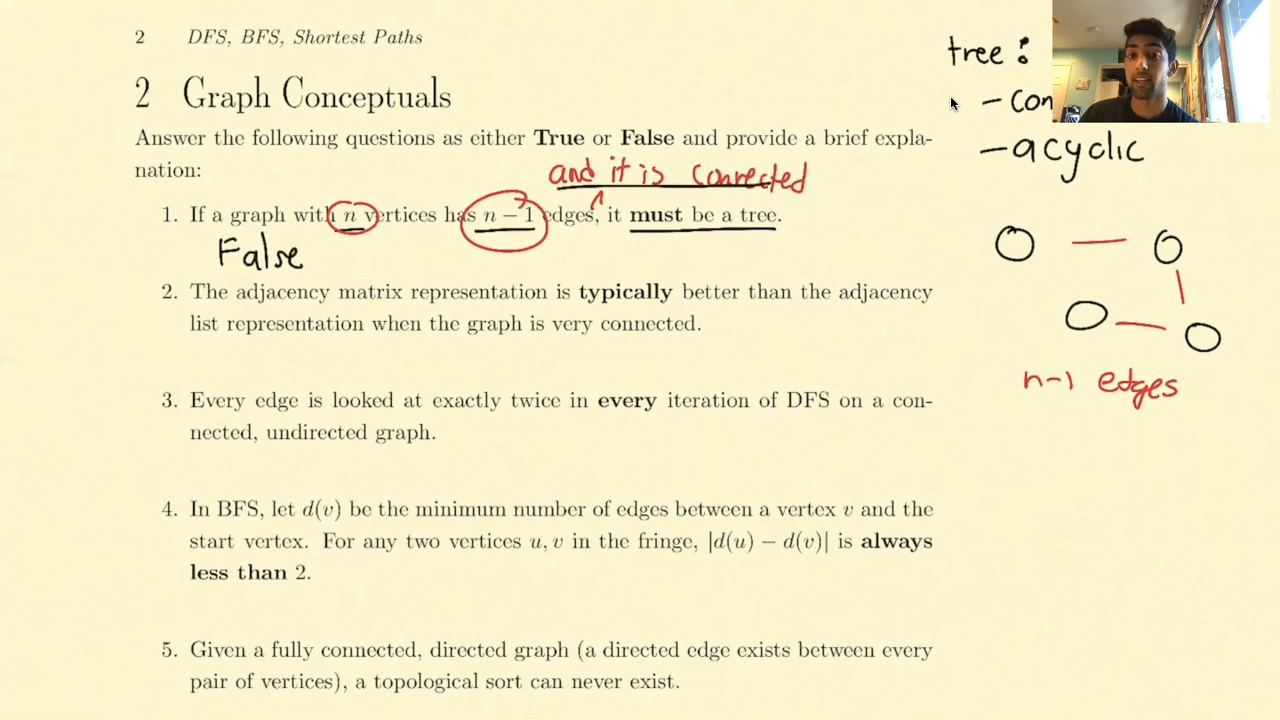 2 DFS, BFS, Shortest Paths
tree:
2 Graph Conceptuals
- con
Answer the following questions as either True or False and provide a brief expla-
nation:
- acyclic
and it is connected
1. If a graph with n vertices has n − 1 edges, it must be a tree.
False
2. The adjacency matrix representation is typically better than the adjacency
list representation when the graph is very connected.
n-1 edges
3. Every edge is looked at exactly twice in every iteration of DFS on a con-
nected, undirected graph.
4. In BFS, let d(v) be the minimum number of edges between a vertex v and the
start vertex. For any two vertices u, v in the fringe, |d(u) − d(v)| is always
less than 2.
5. Given a fully connected, directed graph (a directed edge exists between every
pair of vertices), a topological sort can never exist.